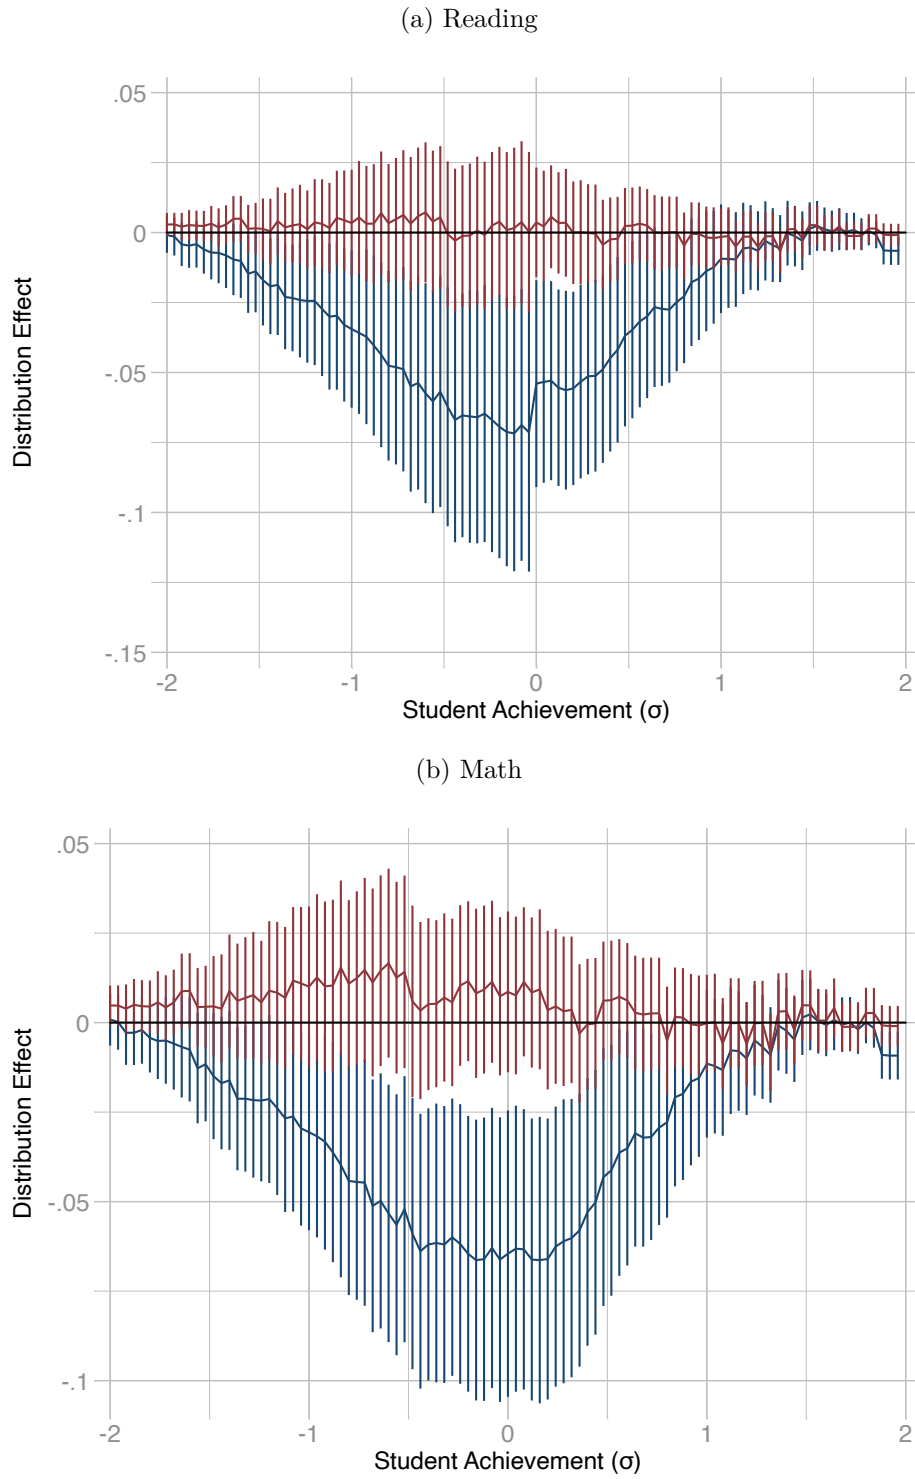 (a) Reading
.05
0
-.05
-.1
-.15
Distribution Effect
-2 -1 0 1 2
Student Achievement (σ)
(b) Math
.05
0
-.05
-.1
Distribution Effect
-2 -1 0 1 2
Student Achievement (σ)